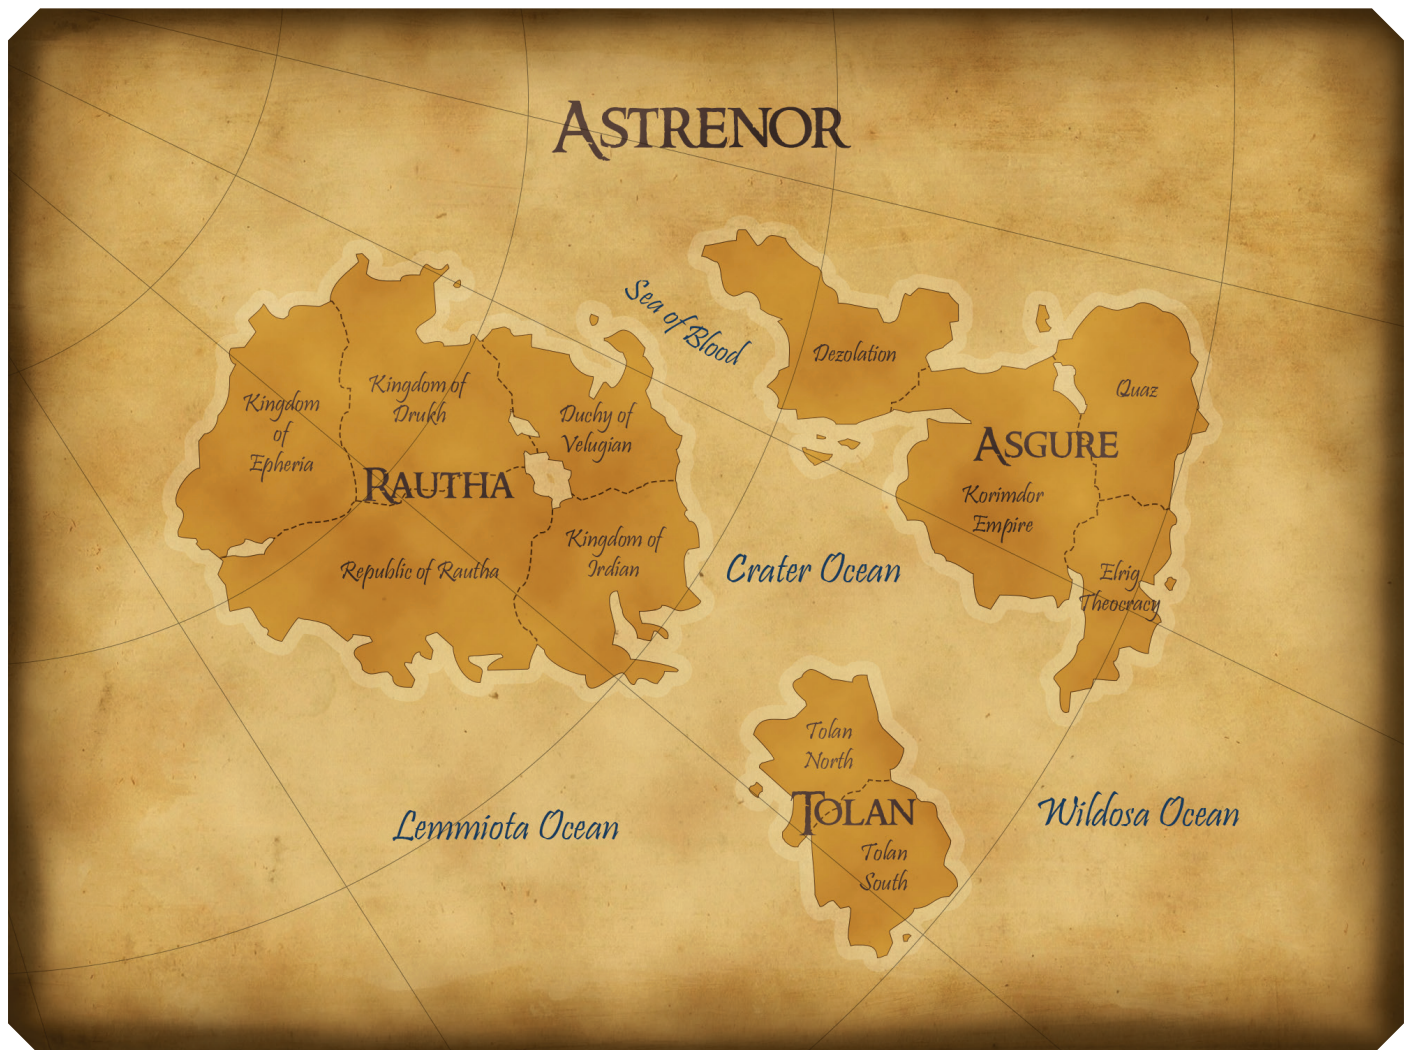 ASTRENOR
Sea of Blood
Dezolation
Kingdom of
Drukh
Quaz
Kingdom
of
Epheria
Duchy of
Velugian
ASGURE
RAUTHA
Korimdor
Empire
Kingdom of
Irdian
Republic of Rautha
Crater Ocean
Elrig
Theocracy
Tolan
North
TOLAN
Lemmiota Ocean
Wildosa Ocean
Tolan
South